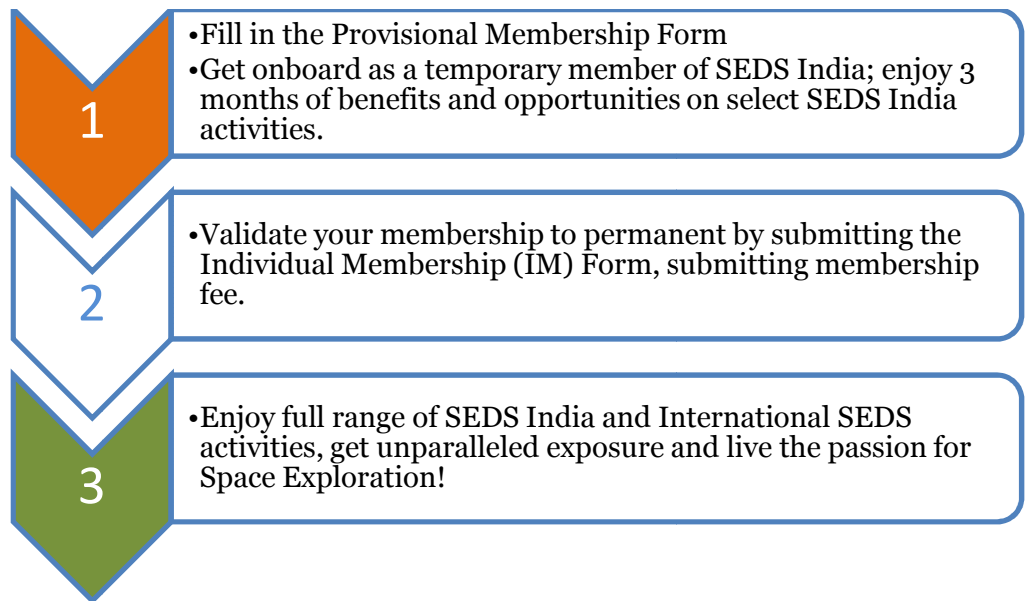 1
•Fill in the Provisional Membership Form
•Get onboard as a temporary member of SEDS India; enjoy 3
months of benefits and opportunities on select SEDS India
activities.
2
•Validate your membership to permanent by submitting the
Individual Membership (IM) Form, submitting membership
fee.
3
•Enjoy full range of SEDS India and International SEDS
activities, get unparalleled exposure and live the passion for
Space Exploration!